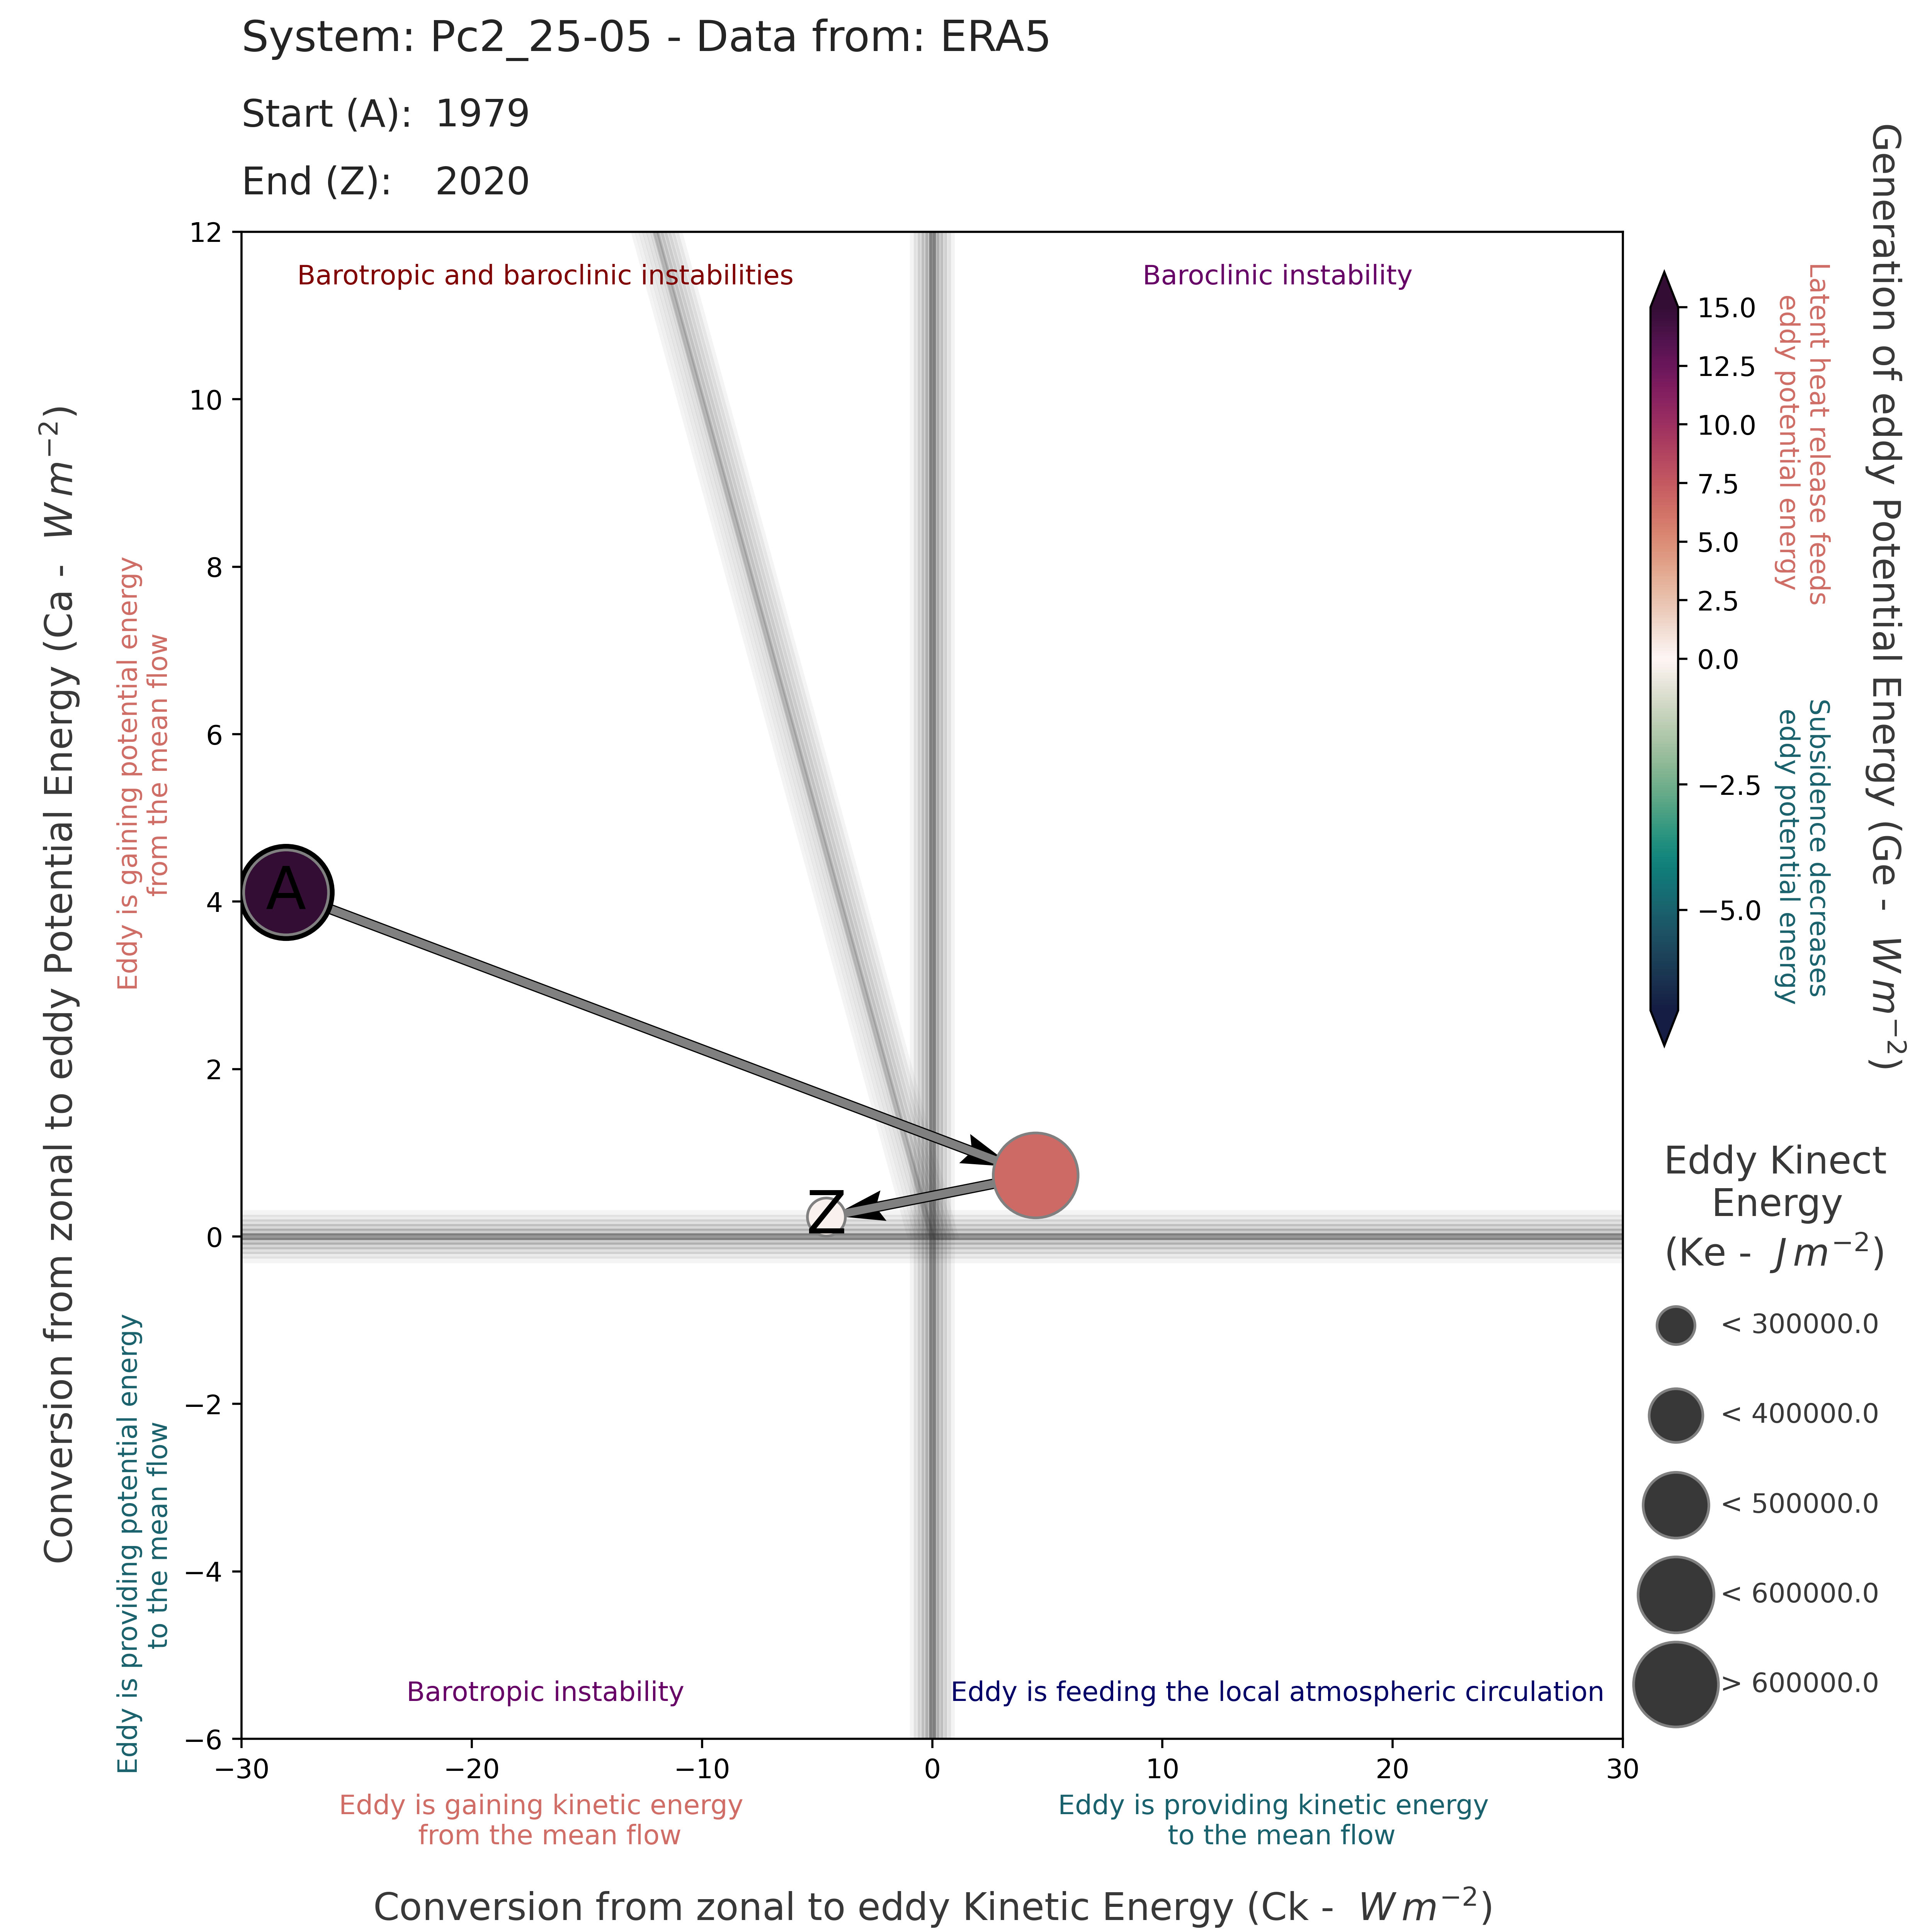 System: Pc2_25-05 - Data from: ERA5
Start (A): 1979
End (Z): 2020
Barotropic and baroclinic instabilities
Baroclinic instability
Barotropic instability
Eddy is feeding the local atmospheric circulation
A
Z
12
10
8
6
4
2
0
−2
−4
−6
−30
−20
−10
0
10
20
30
Eddy is gaining kinetic energy
from the mean flow
Eddy is providing kinetic energy
to the mean flow
Conversion from zonal to eddy Kinetic Energy (Ck - W m⁻²)
Conversion from zonal to eddy Potential Energy (Ca - W m⁻²)
Eddy is gaining potential energy
from the mean flow
Eddy is providing potential energy
to the mean flow
15.0
12.5
10.0
7.5
5.0
2.5
0.0
−2.5
−5.0
Latent heat release feeds
eddy potential energy
Subsidence decreases
eddy potential energy
Generation of eddy Potential Energy (Ge - W m⁻²)
Eddy Kinect
Energy
(Ke - J m⁻²)
< 300000.0
< 400000.0
< 500000.0
< 600000.0
> 600000.0